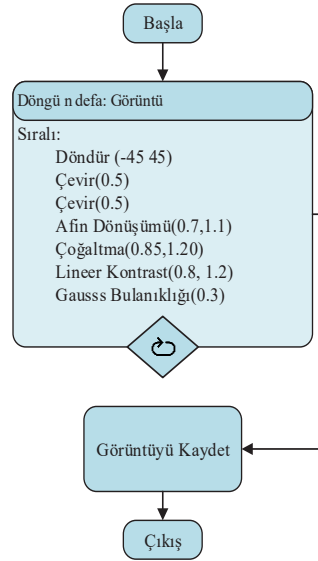 Başla
Döngü n defa: Görüntü
Sıralı:
Döndür (-45 45)
Çevir(0.5)
Çevir(0.5)
Afin Dönüşümü(0.7,1.1)
Çoğaltma(0.85,1.20)
Lineer Kontrast(0.8, 1.2)
Gausss Bulanıklığı(0.3)
Görüntüyü Kaydet
Çıkış